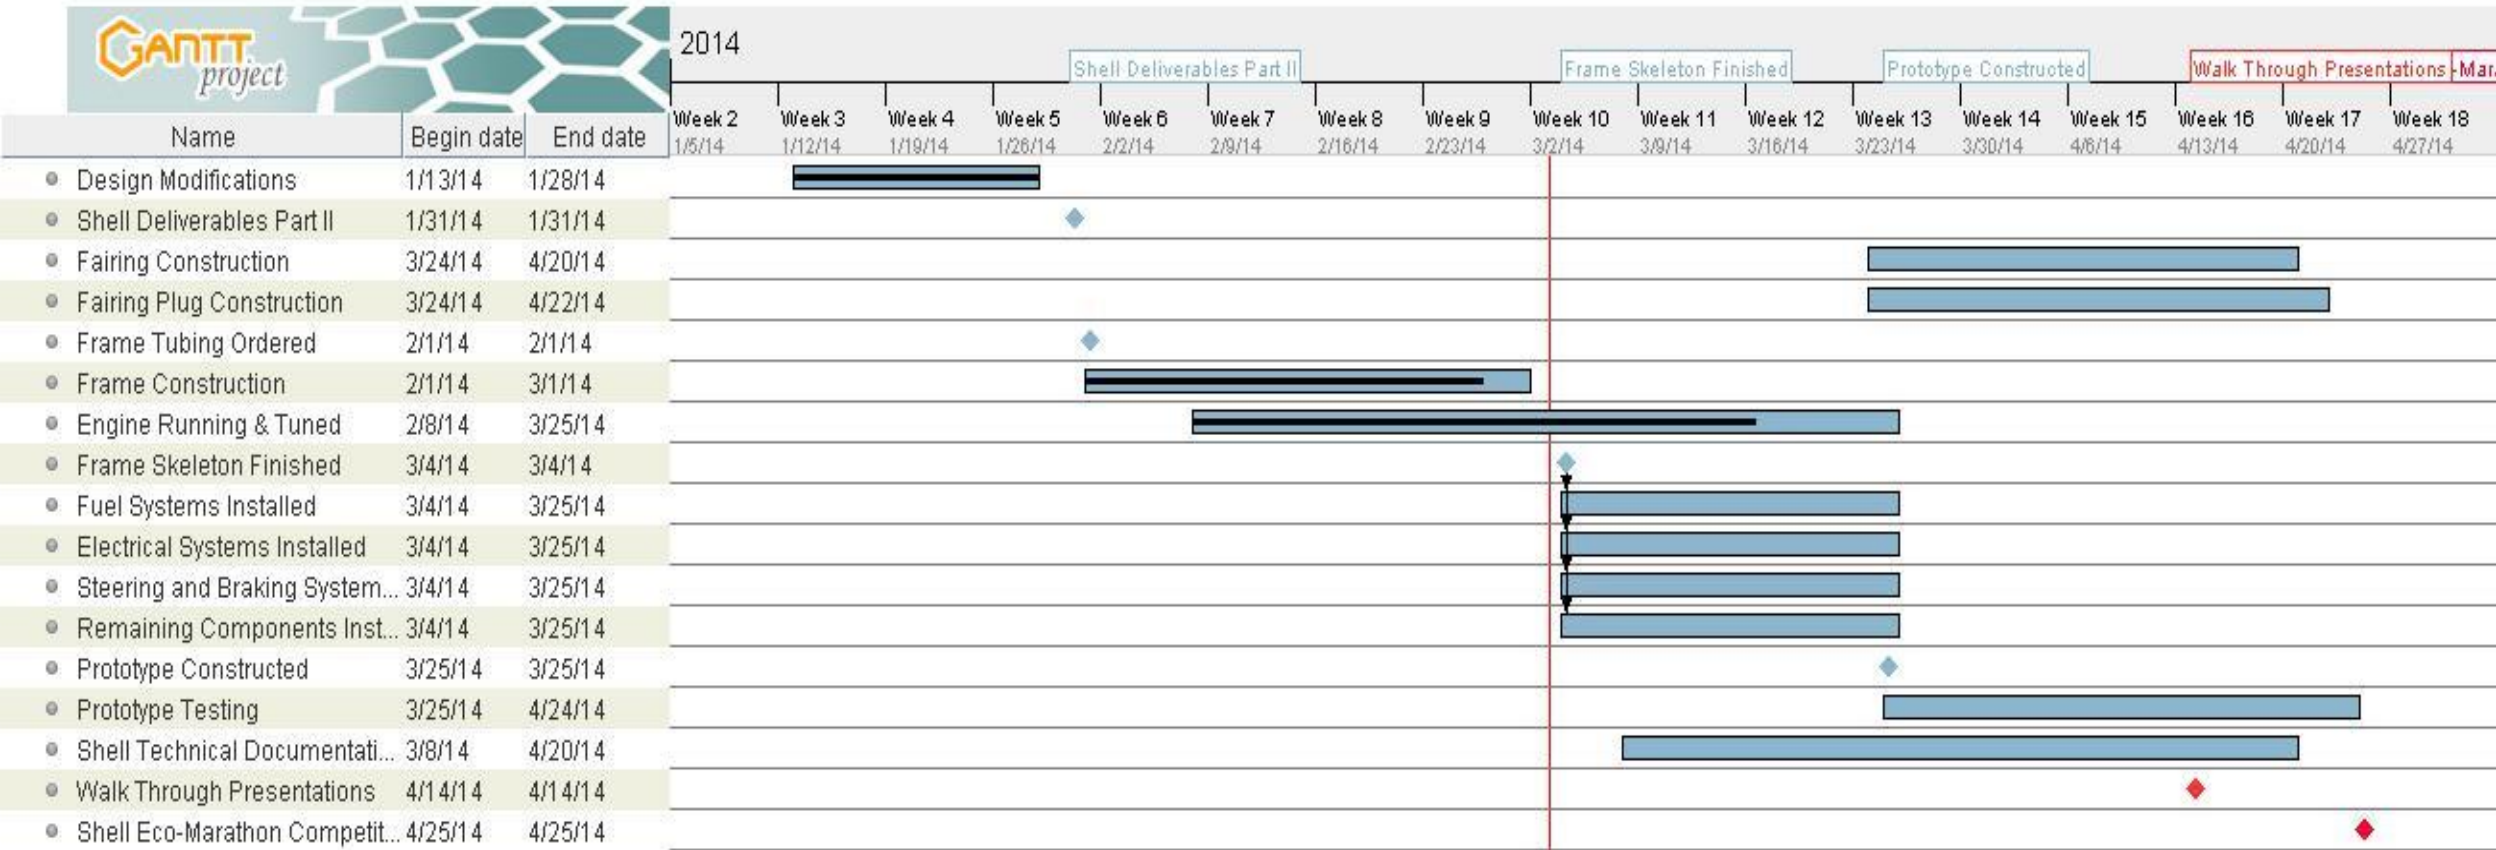 GANTT
project
2014
Shell Deliverables Part II
Frame Skeleton Finished
Prototype Constructed
Walk Through Presentations
Mar
Week 2 Week 3 Week 4 Week 5 Week 6 Week 7 Week 8 Week 9 Week 10 Week 11 Week 12 Week 13 Week 14 Week 15 Week 16 Week 17 Week 18
Name Begin date End date
1/5/14 1/12/14 1/19/14 1/26/14 2/2/14 2/9/14 2/16/14 2/23/14 3/2/14 3/9/14 3/16/14 3/23/14 3/30/14 4/6/14 4/13/14 4/20/14 4/27/14
Design Modifications 1/13/14 1/28/14
Shell Deliverables Part II 1/31/14 1/31/14
Fairing Construction 3/24/14 4/20/14
Fairing Plug Construction 3/24/14 4/22/14
Frame Tubing Ordered 2/1/14 2/1/14
Frame Construction 2/1/14 3/1/14
Engine Running & Tuned 2/8/14 3/25/14
Frame Skeleton Finished 3/4/14 3/4/14
Fuel Systems Installed 3/4/14 3/25/14
Electrical Systems Installed 3/4/14 3/25/14
Steering and Braking System... 3/4/14 3/25/14
Remaining Components Inst... 3/4/14 3/25/14
Prototype Constructed 3/25/14 3/25/14
Prototype Testing 3/25/14 4/24/14
Shell Technical Documentati... 3/8/14 4/20/14
Walk Through Presentations 4/14/14 4/14/14
Shell Eco-Marathon Competit... 4/25/14 4/25/14